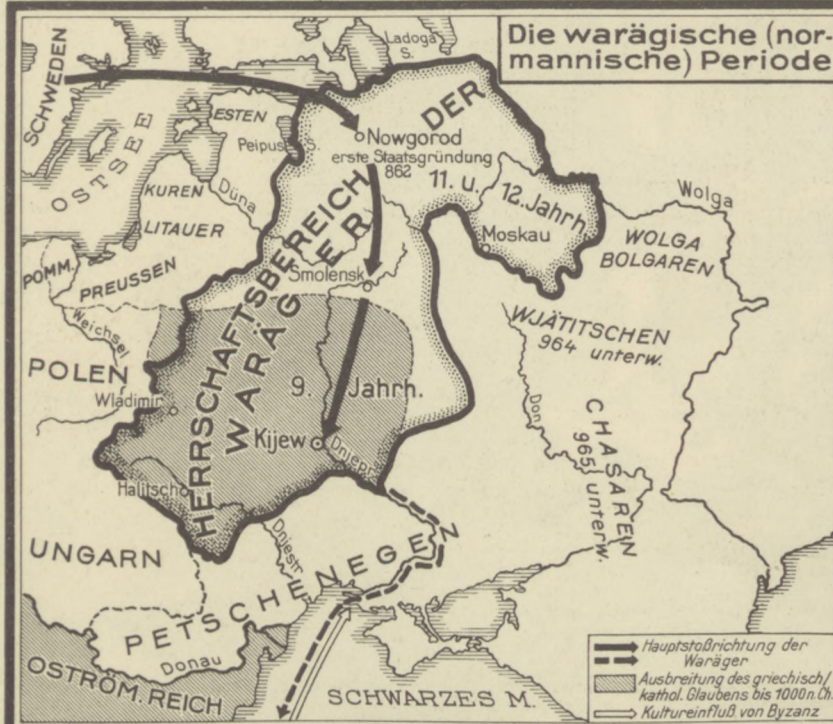 Die warägische (nor-
mannische) Periode
SCHWEDEN
Ladoga
S.
ESTEN
OSTSEE
Peipus S.
Nowgorod
erste Staatsgründung
862
DER
11. u. 12. Jahrh.
Wolga
KUREN
Düna
LITAUER
Moskau
WOLGA
BOLGAREN
POMM.
PREUSSEN
Smolensk
HERRSCHAFTSBEREICH
WARÄGER
Weichsel
WJÄTITSCHEN
964 unterw.
POLEN
9. Jahrh.
Wladimir
Don
CHASAREN
965 unterw.
Kijew
Dniepr
Halitsch
Dniestr
UNGARN
PETSCHENEGEN
Donau
OSTRÖM. REICH
SCHWARZES M.
Hauptstoßrichtung der
Waräger
Ausbreitung des griechisch/
kathol. Glaubens bis 1000 n. Ch.
Kultureinfluß von Byzanz